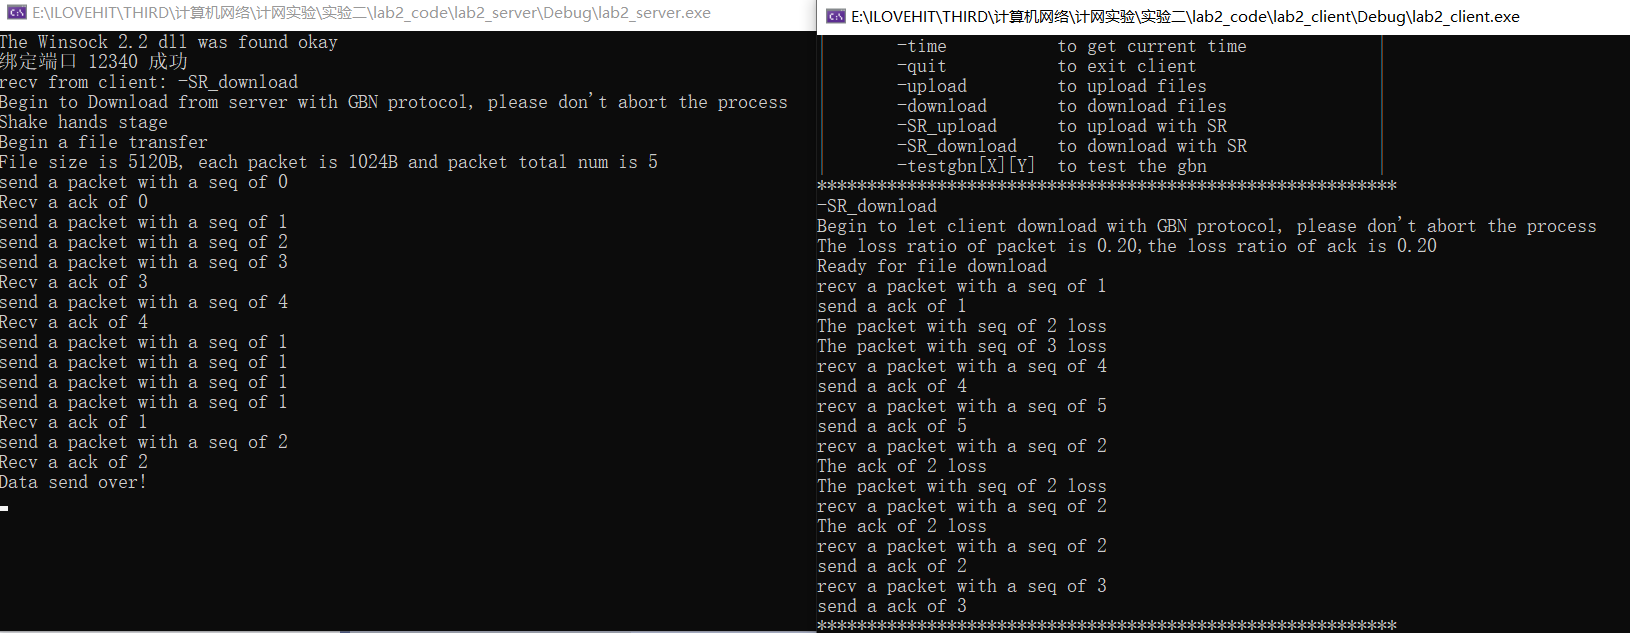 E:\ILOVEHIT\THIRD\计算机网络\计网实验\实验二\lab2_code\lab2_server\Debug\lab2_server.exe
The Winsock 2.2 dll was found okay
绑定端口 12340 成功
recv from client: -SR_download
Begin to Download from server with GBN protocol, please don't abort the process
Shake hands stage
Begin a file transfer
File size is 5120B, each packet is 1024B and packet total num is 5
send a packet with a seq of 0
Recv a ack of 0
send a packet with a seq of 1
send a packet with a seq of 2
send a packet with a seq of 3
Recv a ack of 3
send a packet with a seq of 4
Recv a ack of 4
send a packet with a seq of 1
send a packet with a seq of 1
send a packet with a seq of 1
send a packet with a seq of 1
Recv a ack of 1
send a packet with a seq of 2
Recv a ack of 2
Data send over!
E:\ILOVEHIT\THIRD\计算机网络\计网实验\实验二\lab2_code\lab2_client\Debug\lab2_client.exe
| -time to get current time |
| -quit to exit client |
| -upload to upload files |
| -download to download files |
| -SR_upload to upload with SR |
| -SR_download to download with SR |
| -testgbn[X][Y] to test the gbn |
**********************************************************
-SR_download
Begin to let client download with GBN protocol, please don't abort the process
The loss ratio of packet is 0.20,the loss ratio of ack is 0.20
Ready for file download
recv a packet with a seq of 1
send a ack of 1
The packet with seq of 2 loss
The packet with seq of 3 loss
recv a packet with a seq of 4
send a ack of 4
recv a packet with a seq of 5
send a ack of 5
recv a packet with a seq of 2
The ack of 2 loss
The packet with seq of 2 loss
recv a packet with a seq of 2
The ack of 2 loss
recv a packet with a seq of 2
send a ack of 2
recv a packet with a seq of 3
send a ack of 3
**********************************************************